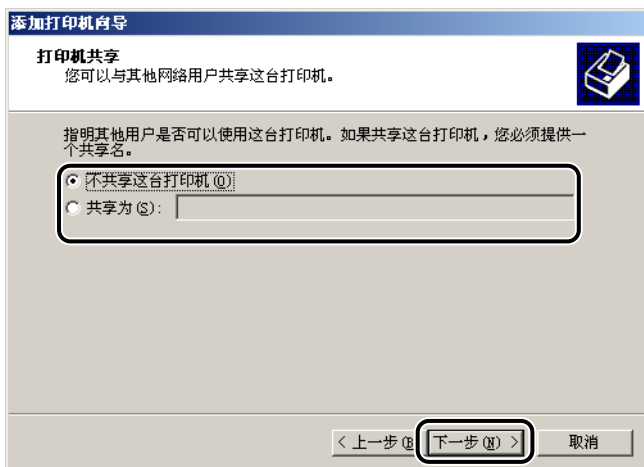 添加打印机向导
打印机共享
您可以与其他网络用户共享这台打印机。
指明其他用户是否可以使用这台打印机。如果共享这台打印机，您必须提供一
个共享名。
不共享这台打印机(O)
共享为(S):
< 上一步(B
下一步(N) >
取消